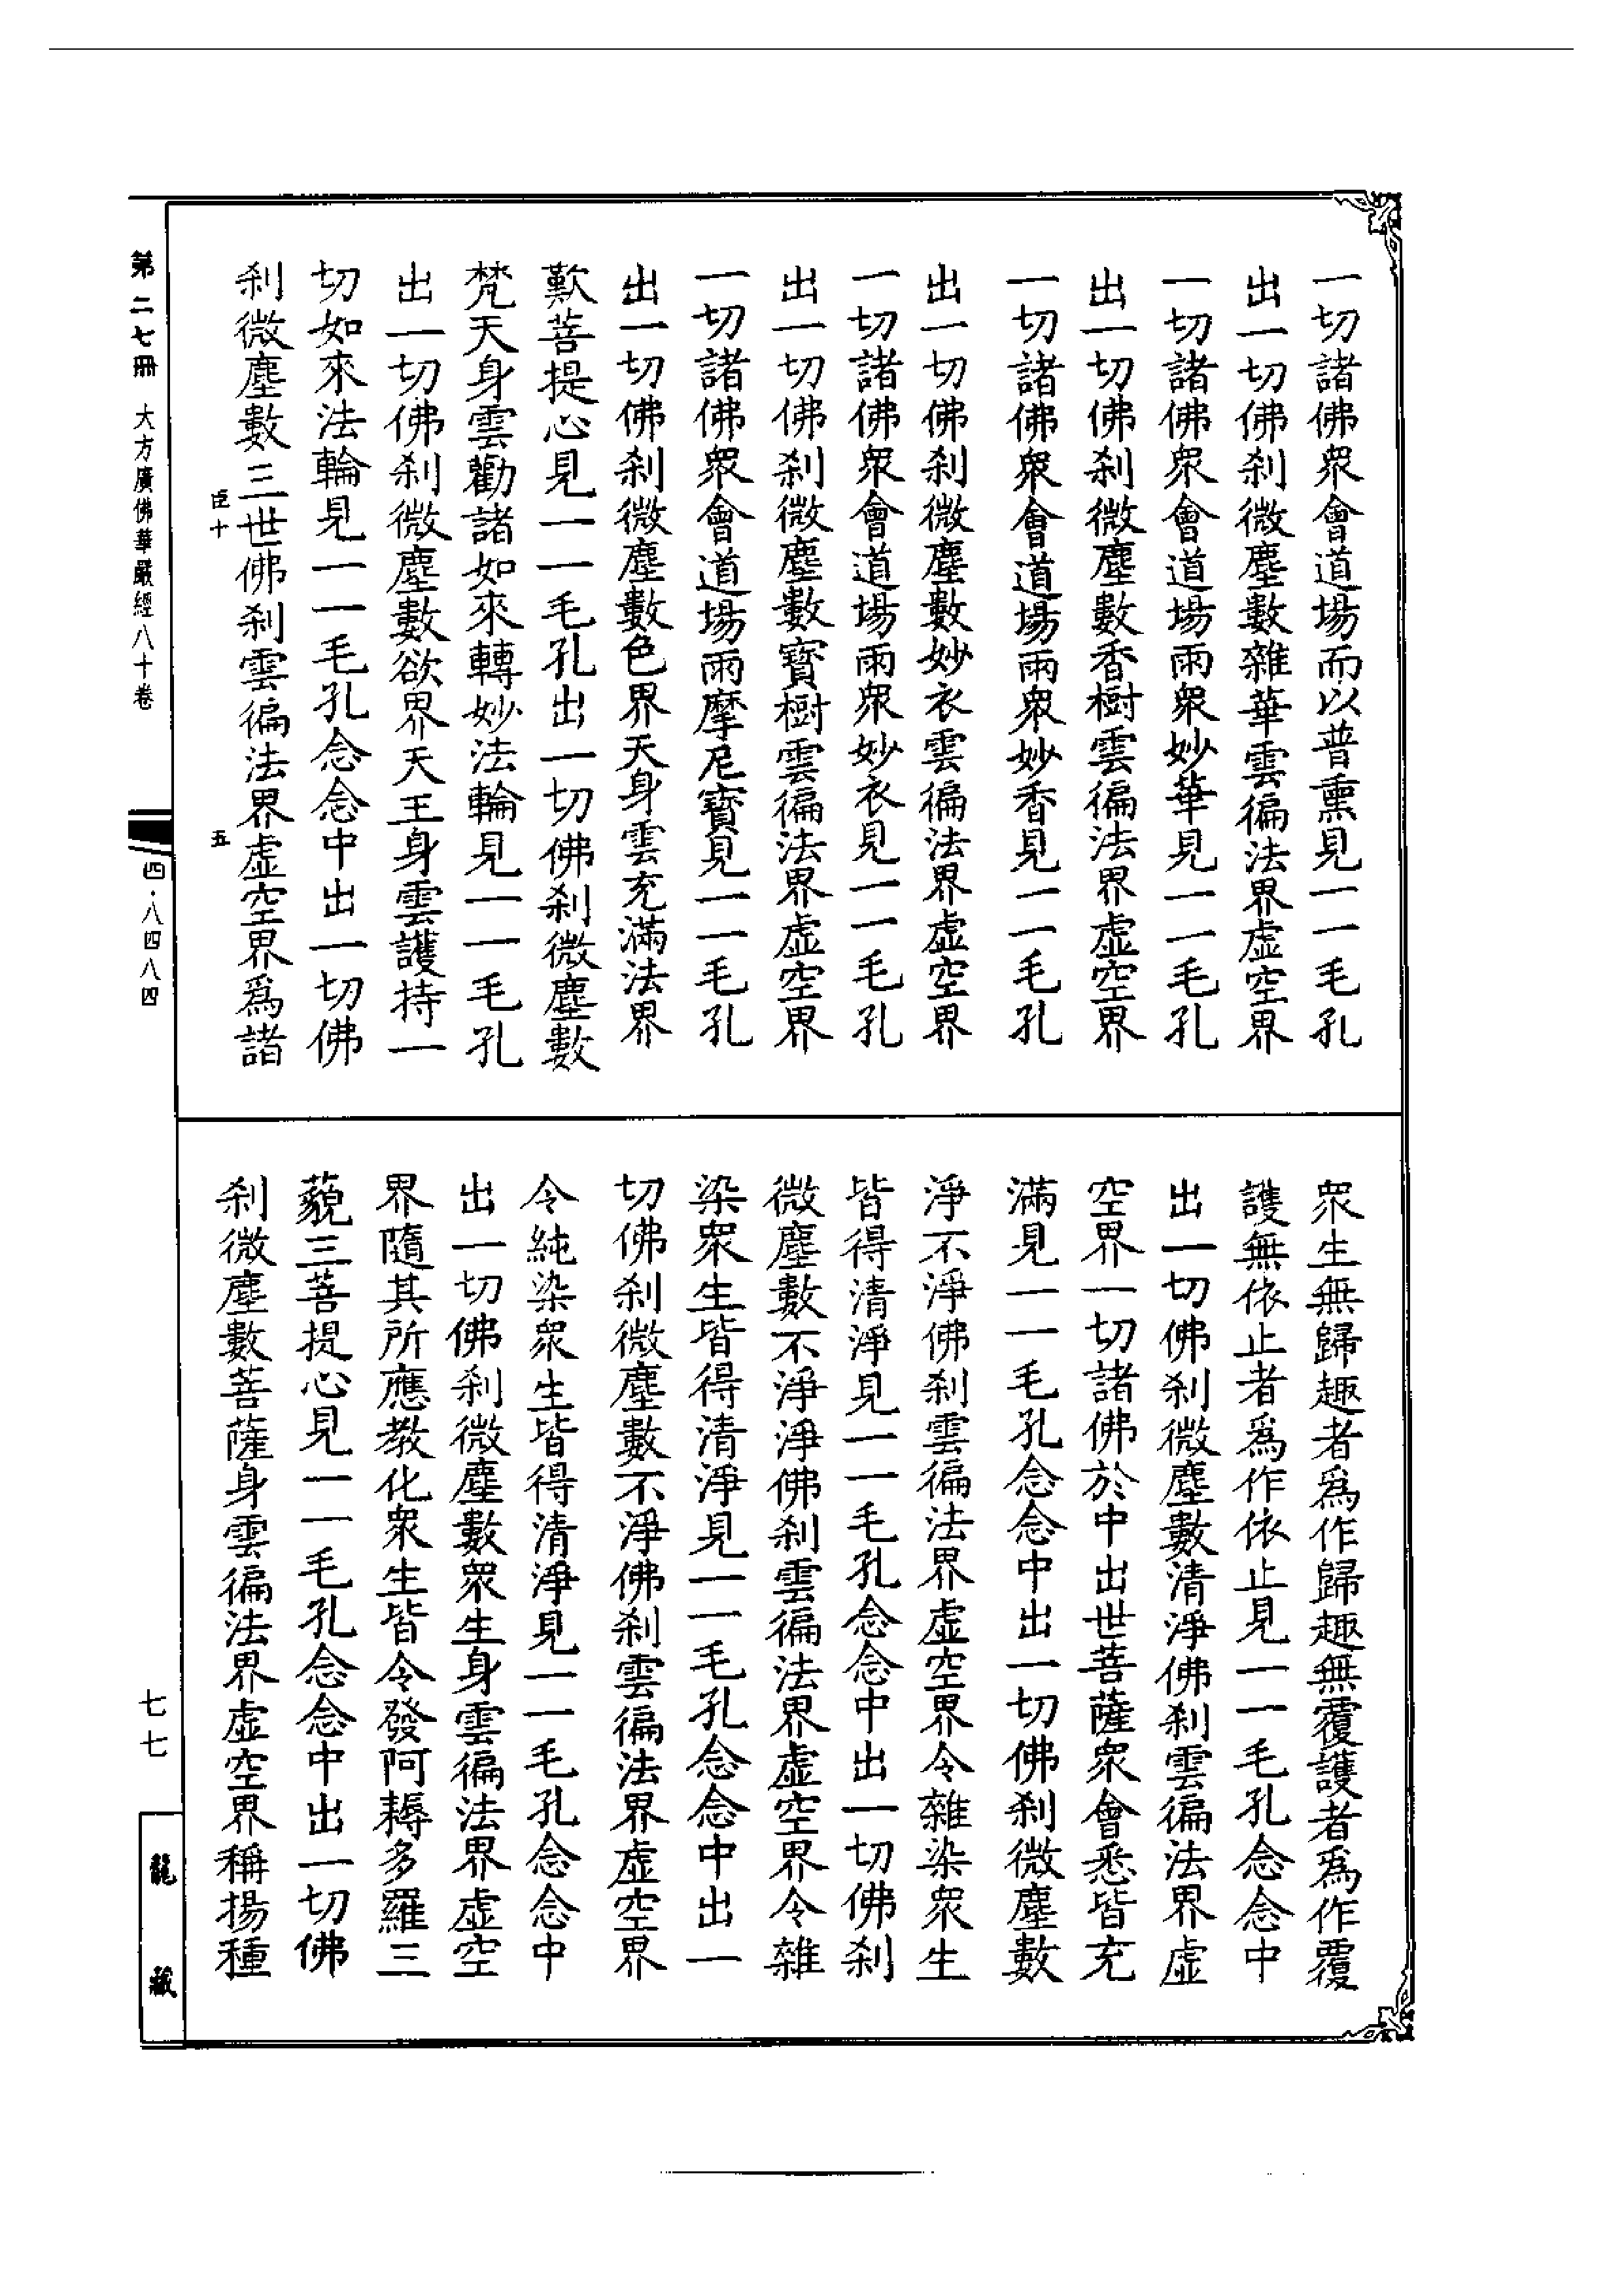 一切諸佛衆會道場而以普熏見一一毛孔
出一切佛刹微塵數雜華雲徧法界虛空界
一切諸佛衆會道場雨衆妙華見一一毛孔
出一切佛刹微塵數香樹雲徧法界虛空界
一切諸佛衆會道場雨衆妙香見一一毛孔
出一切佛刹微塵數妙衣雲徧法界虛空界
一切諸佛衆會道場雨衆妙衣見一一毛孔
出一切佛刹微塵數寶樹雲徧法界虛空界
一切諸佛衆會道場雨摩尼寶見一一毛孔
出一切佛刹微塵數色界天身雲充滿法界
歎菩提心見一一毛孔出一切佛刹微塵數
梵天身雲勸諸如來轉妙法輪見一一毛孔
出一切佛刹微塵數欲界天王身雲護持一
切如來法輪見一一毛孔念念中出一切佛
刹微塵數三世佛刹雲徧法界虛空界爲諸
臣十
五
衆生無歸趣者爲作歸趣無覆護者爲作覆
護無依止者爲作依止見一一毛孔念念中
出一切佛刹微塵數清淨佛刹雲徧法界虛
空界一切諸佛於中出世菩薩衆會悉皆充
滿見一一毛孔念念中出一切佛刹微塵數
淨不淨佛刹雲徧法界虛空界令雜染衆生
皆得清淨見一一毛孔念念中出一切佛刹
微塵數不淨淨佛刹雲徧法界虛空界令雜
染衆生皆得清淨見一一毛孔念念中出一
切佛刹微塵數不淨佛刹雲徧法界虛空界
令純染衆生皆得清淨見一一毛孔念念中
出一切佛刹微塵數衆生身雲徧法界虛空
界隨其所應教化衆生皆令發阿耨多羅三
藐三菩提心見一一毛孔念念中出一切佛
刹微塵數菩薩身雲徧法界虛空界稱揚種
第二七冊 大方廣佛華嚴經八十卷
四·八四八四
七七
龍藏